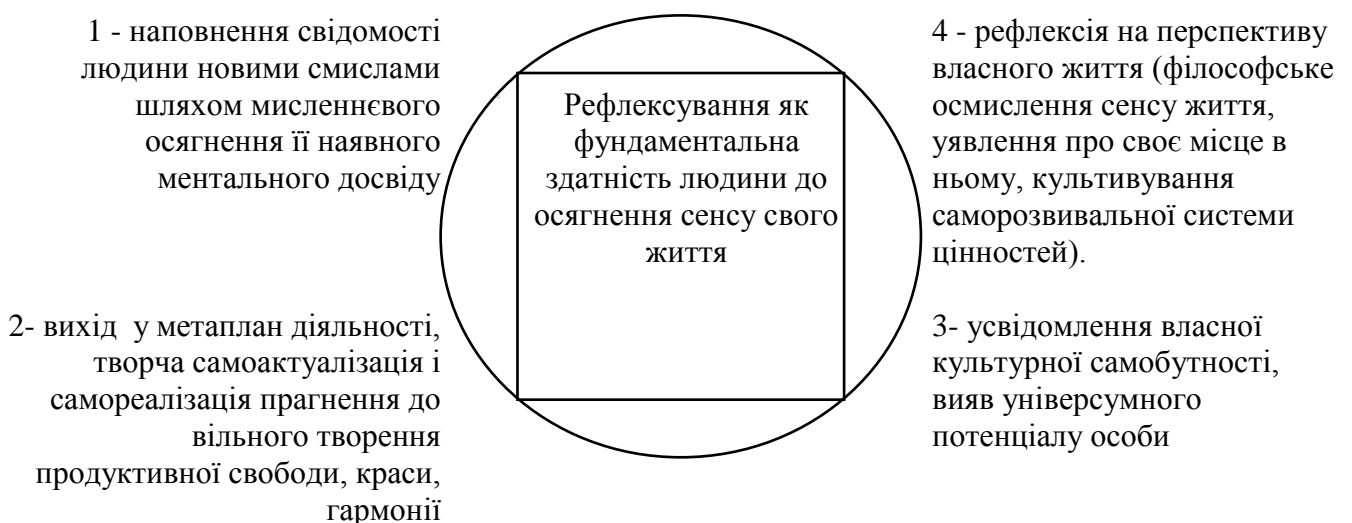 1 - наповнення свідомості
людини новими смислами
шляхом мисленнєвого
осягнення її наявного
ментального досвіду
Рефлексування як
фундаментальна
здатність людини до
осягнення сенсу свого
життя
4 - рефлексія на перспективу
власного життя (філософське
осмислення сенсу життя,
уявлення про своє місце в
ньому, культивування
саморозвивальної системи
цінностей).
2- вихід  у метаплан діяльності,
творча самоактуалізація і
самореалізація прагнення до
вільного творення
продуктивної свободи, краси,
гармонії
3- усвідомлення власної
культурної самобутності,
вияв універсумного
потенціалу особи